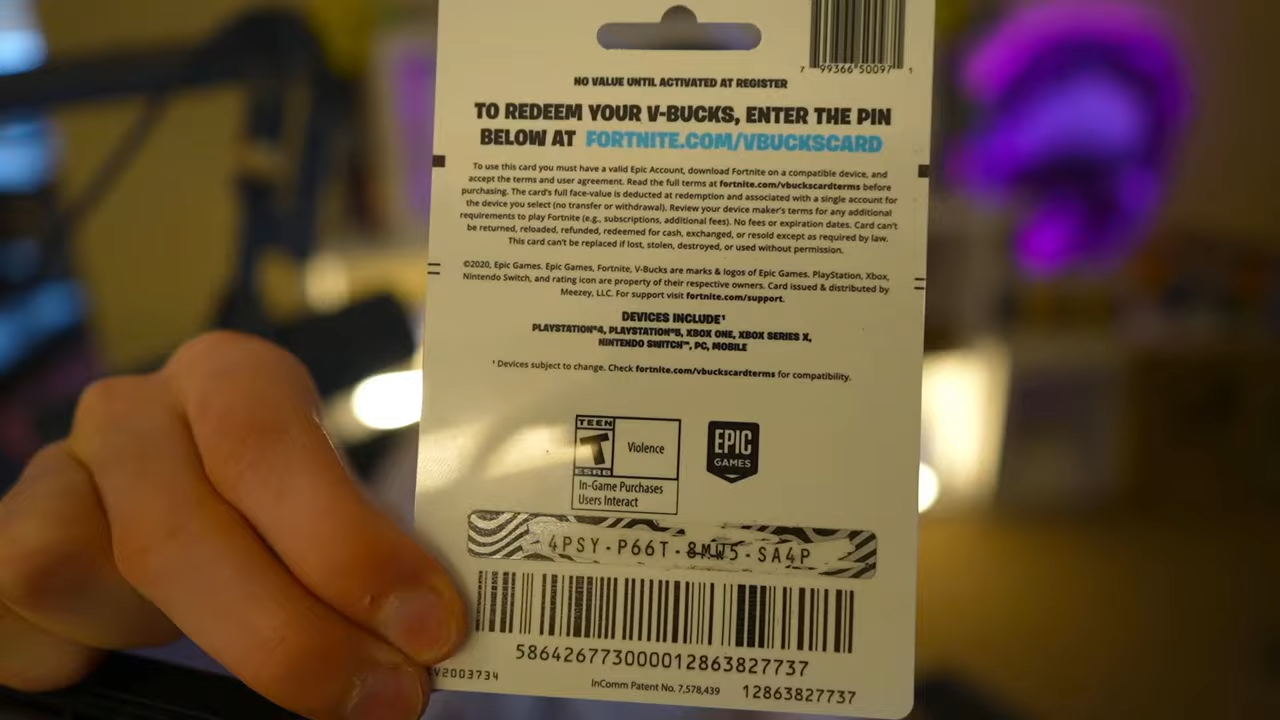 7 99366 50097 1
NO VALUE UNTIL ACTIVATED AT REGISTER
TO REDEEM YOUR V-BUCKS, ENTER THE PIN
BELOW AT FORTNITE.COM/VBUCKSCARD
To use this card you must have a valid Epic Account, download Fortnite on a compatible device, and
accept the terms and user agreement. Read the full terms at fortnite.com/vbuckscardterms before
purchasing. The card's full face-value is deducted at redemption and associated with a single account for
the device you select (no transfer or withdrawal). Review your device maker's terms for any additional
requirements to play Fortnite (e.g., subscriptions, additional fees). No fees or expiration dates. Card can't
be returned, reloaded, refunded, redeemed for cash, exchanged, or resold except as required by law.
This card can't be replaced if lost, stolen, destroyed, or used without permission.
©2020, Epic Games. Epic Games, Fortnite, V-Bucks are marks & logos of Epic Games. PlayStation, Xbox,
Nintendo Switch, and rating icon are property of their respective owners. Card issued & distributed by
Meezey, LLC. For support visit fortnite.com/support.
DEVICES INCLUDE¹
PLAYSTATION®4, PLAYSTATION®5, XBOX ONE, XBOX SERIES X,
NINTENDO SWITCH™, PC, MOBILE
¹ Devices subject to change. Check fortnite.com/vbuckscardterms for compatibility.
TEEN
T
ESRB
Violence
In-Game Purchases
Users Interact
EPIC
GAMES
4PSY-P66T-8MW5-SA4P
58642677300001286382​7737
V2003734
InComm Patent No. 7,578,439
12863827737